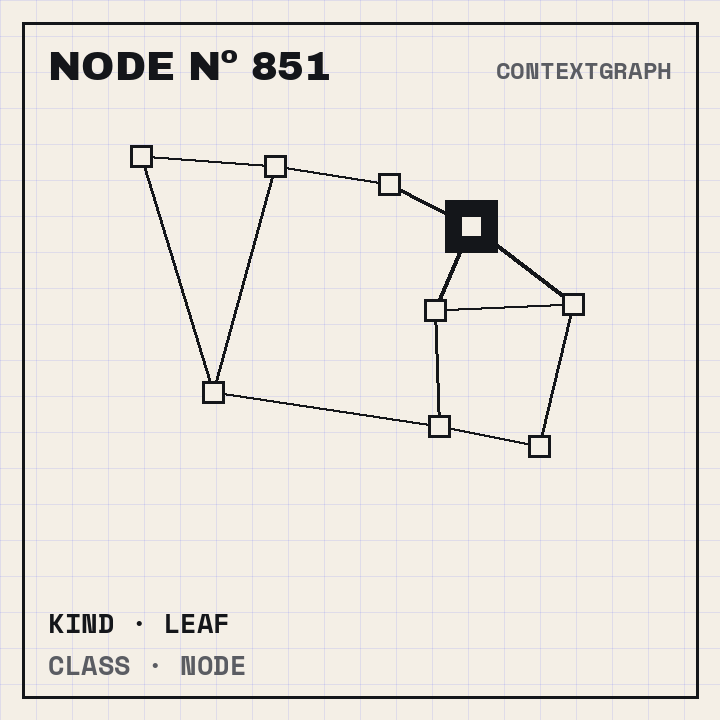 NODE Nº 851
CONTEXTGRAPH
KIND · LEAF
CLASS · NODE